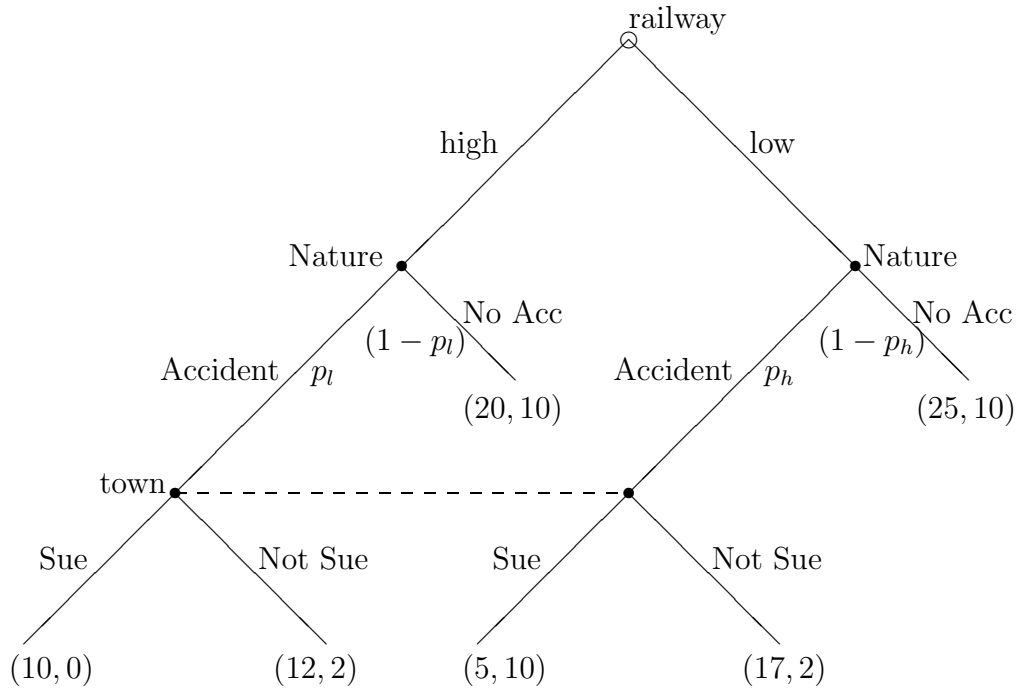 railway
high low
Nature Nature
No Acc No Acc
(1 − p_l) (1 − p_h)
Accident p_l Accident p_h
(20, 10) (25, 10)
town
Sue Not Sue Sue Not Sue
(10, 0) (12, 2) (5, 10) (17, 2)